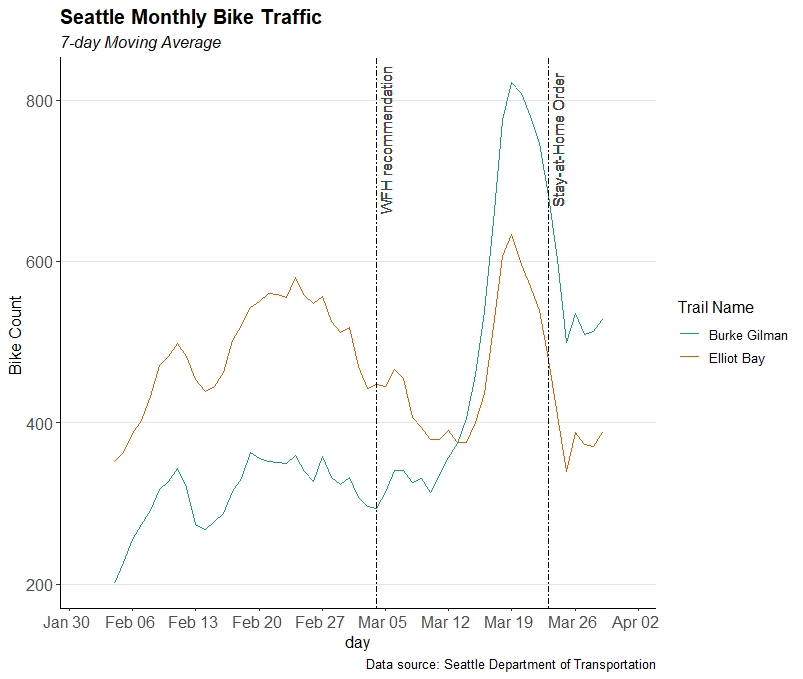 Seattle Monthly Bike Traffic
7-day Moving Average
Bike Count
800
600
400
200
WFH recommendation
Stay-at-Home Order
Trail Name
Burke Gilman
Elliot Bay
Jan 30 Feb 06 Feb 13 Feb 20 Feb 27 Mar 05 Mar 12 Mar 19 Mar 26 Apr 02
day
Data source: Seattle Department of Transportation